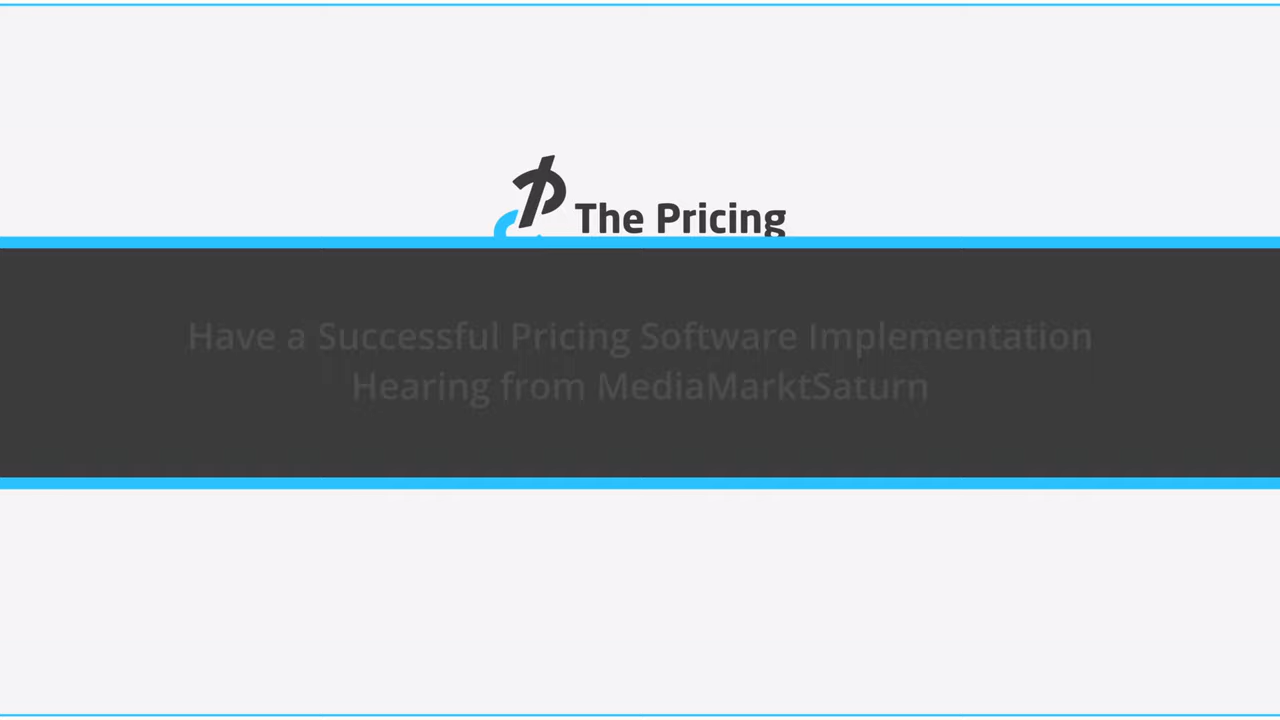 The Pricing
Have a Successful Pricing Software Implementation
Hearing from MediaMarktSaturn